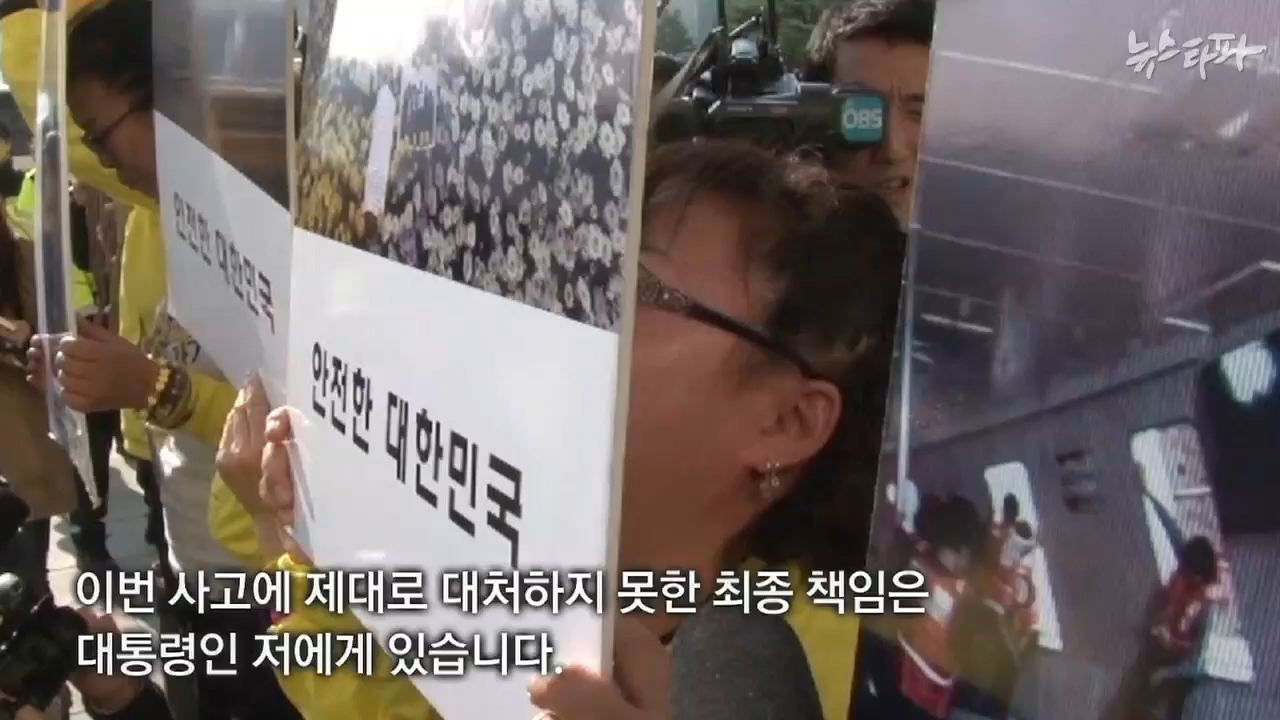 뉴스타파
OBS
안전한 대한민국
안전한 대한민국
이번 사고에 제대로 대처하지 못한 최종 책임은
대통령인 저에게 있습니다.